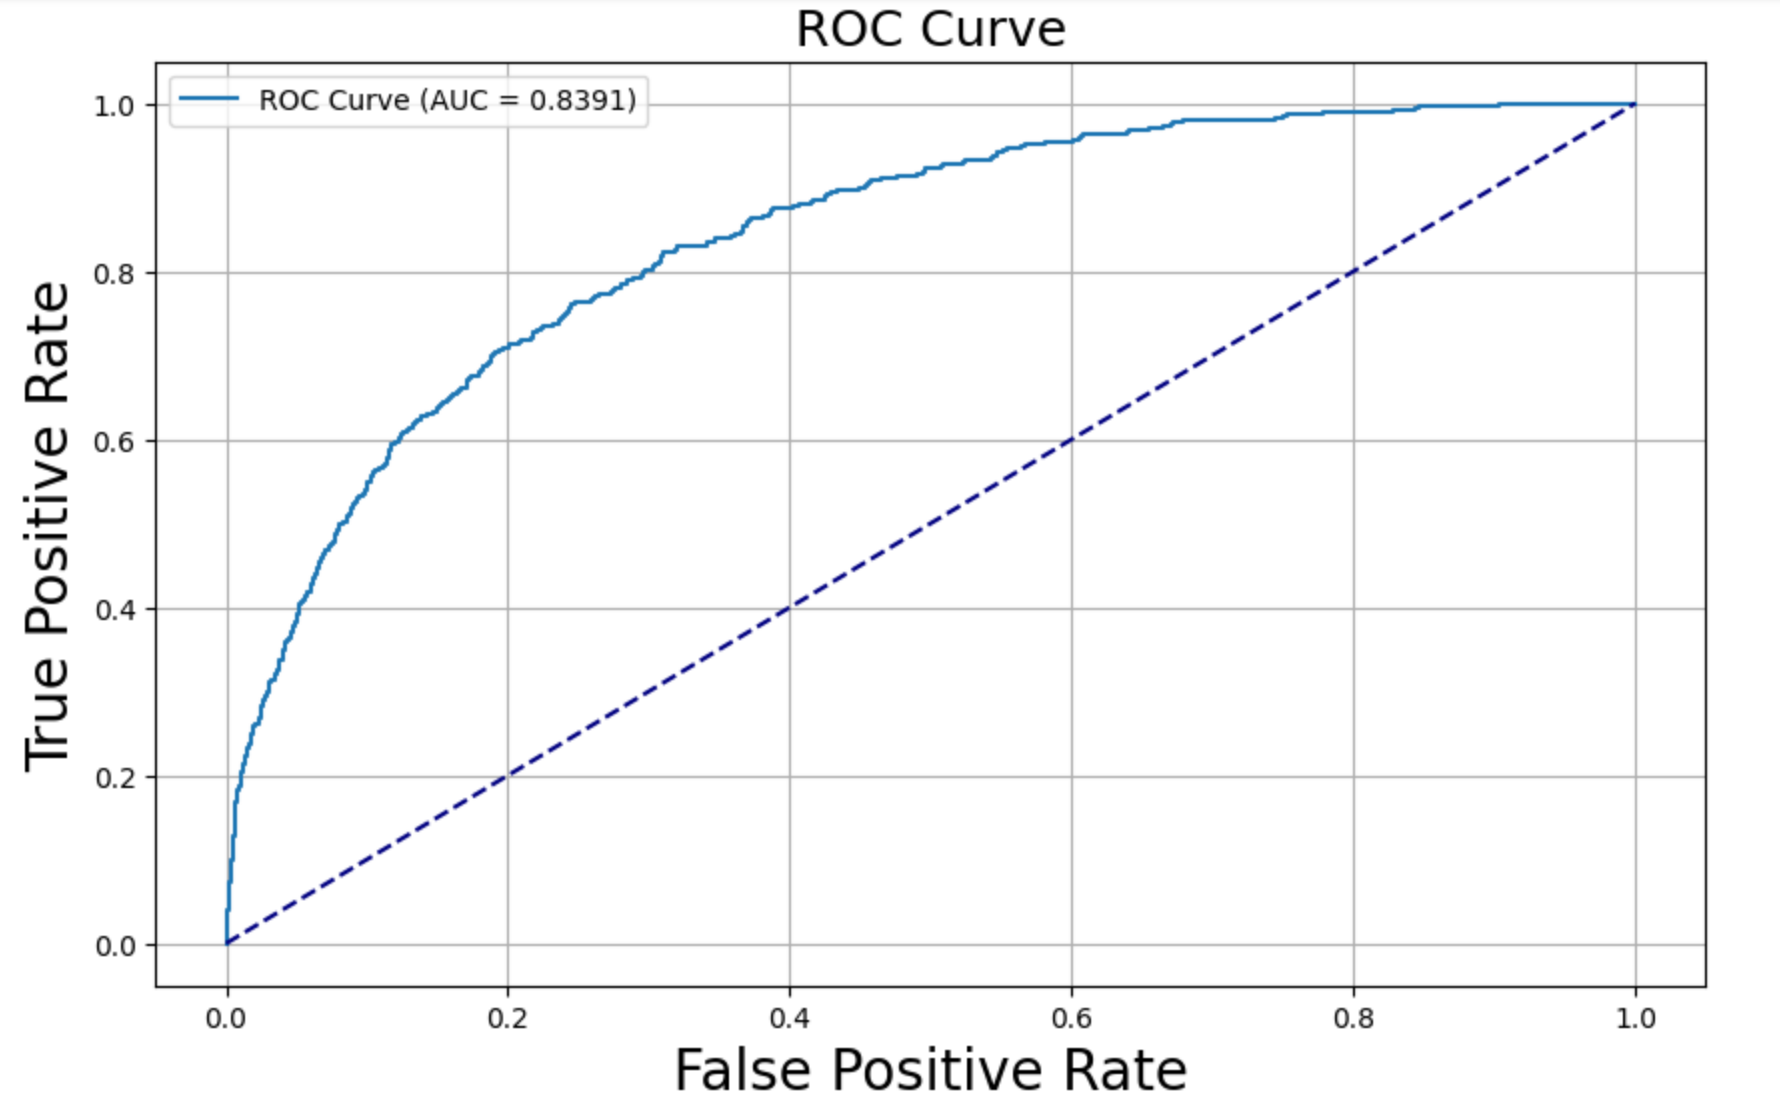 ROC Curve
ROC Curve (AUC = 0.8391)
1.0
0.8
0.6
0.4
0.2
0.0
True Positive Rate
0.0 0.2 0.4 0.6 0.8 1.0
False Positive Rate